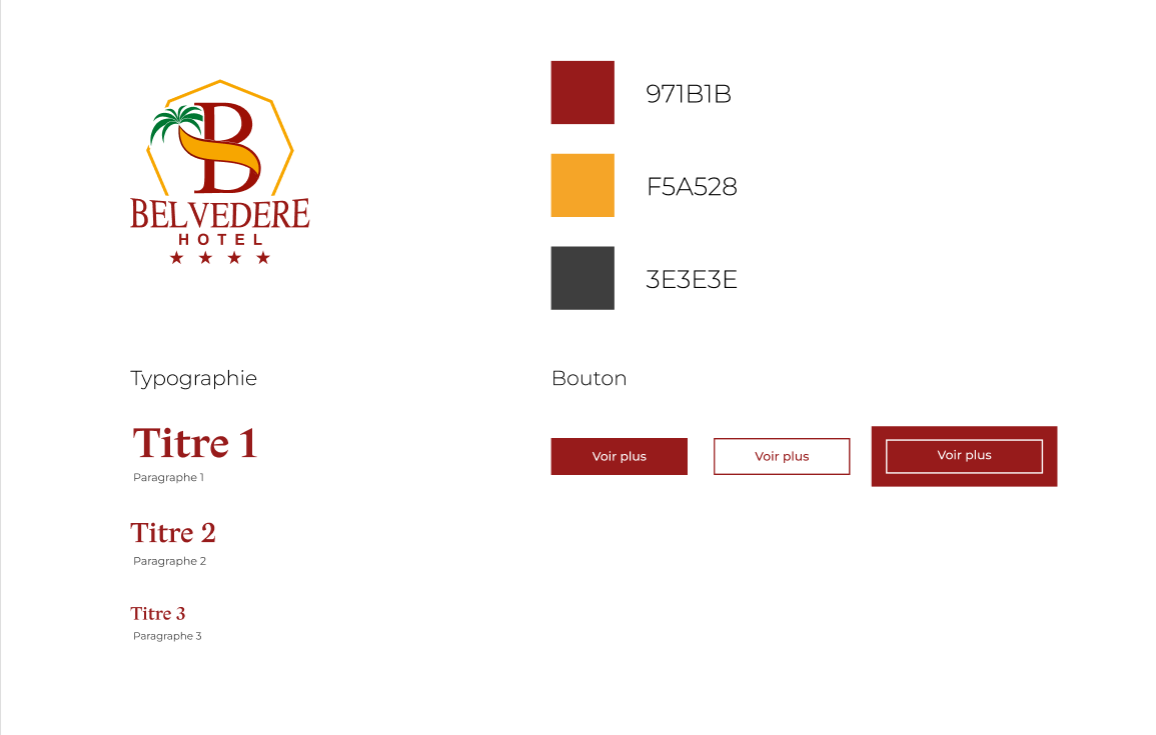 B
BELVEDERE
HOTEL
971B1B
F5A528
3E3E3E
Typographie
Titre 1
Paragraphe 1
Titre 2
Paragraphe 2
Titre 3
Paragraphe 3
Bouton
Voir plus
Voir plus
Voir plus